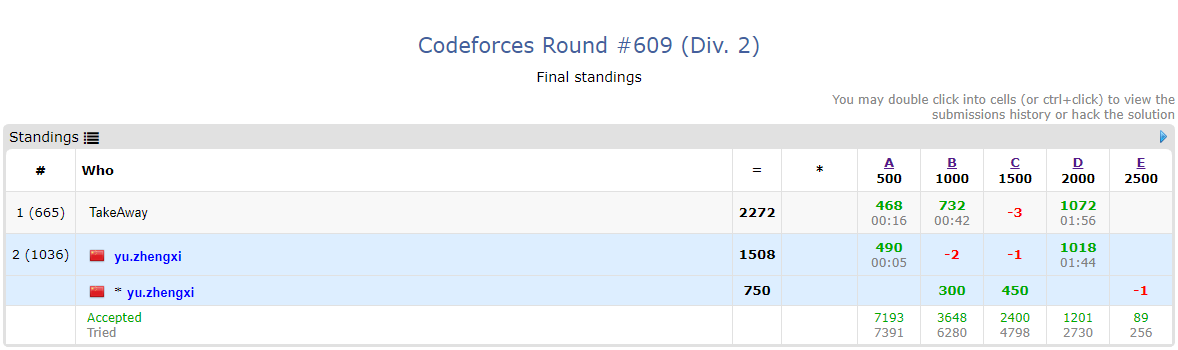 Codeforces Round #609 (Div. 2)
Final standings
You may double click into cells (or ctrl+click) to view the
submissions history or hack the solution
Standings
# Who = * A B C D E
500 1000 1500 2000 2500
1 (665) TakeAway 2272 468 732 -3 1072
00:16 00:42 01:56
2 (1036) yu.zhengxi 1508 490 -2 -1 1018
00:05 01:44
* yu.zhengxi 750 300 450 -1
Accepted 7193 3648 2400 1201 89
Tried 7391 6280 4798 2730 256